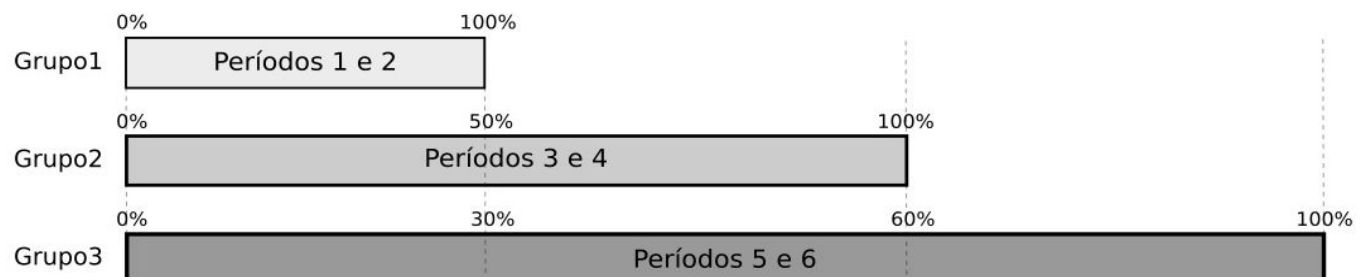 0% 100%
Grupo1 Períodos 1 e 2
0% 50% 100%
Grupo2 Períodos 3 e 4
0% 30% 60% 100%
Grupo3 Períodos 5 e 6